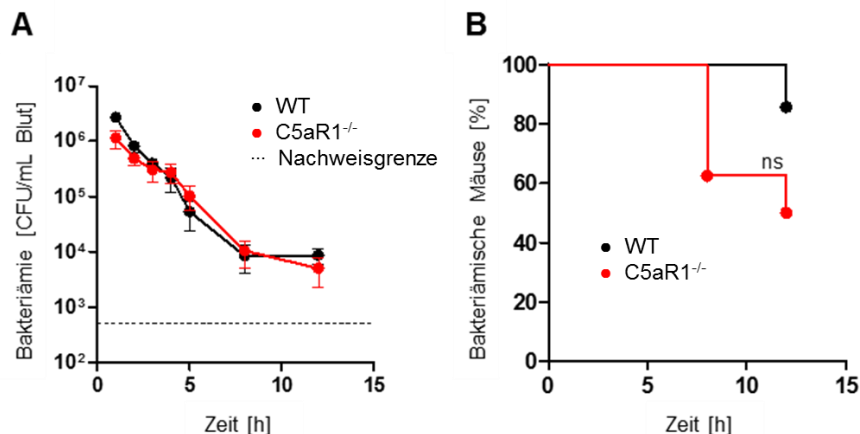 A
Bakteriämie [CFU/mL Blut]
10⁷
10⁶
10⁵
10⁴
10³
10²
WT
C5aR1⁻/⁻
Nachweisgrenze
0
5
10
15
Zeit [h]
B
Bakteriämische Mäuse [%]
100
80
60
40
20
0
ns
WT
C5aR1⁻/⁻
0
5
10
15
Zeit [h]